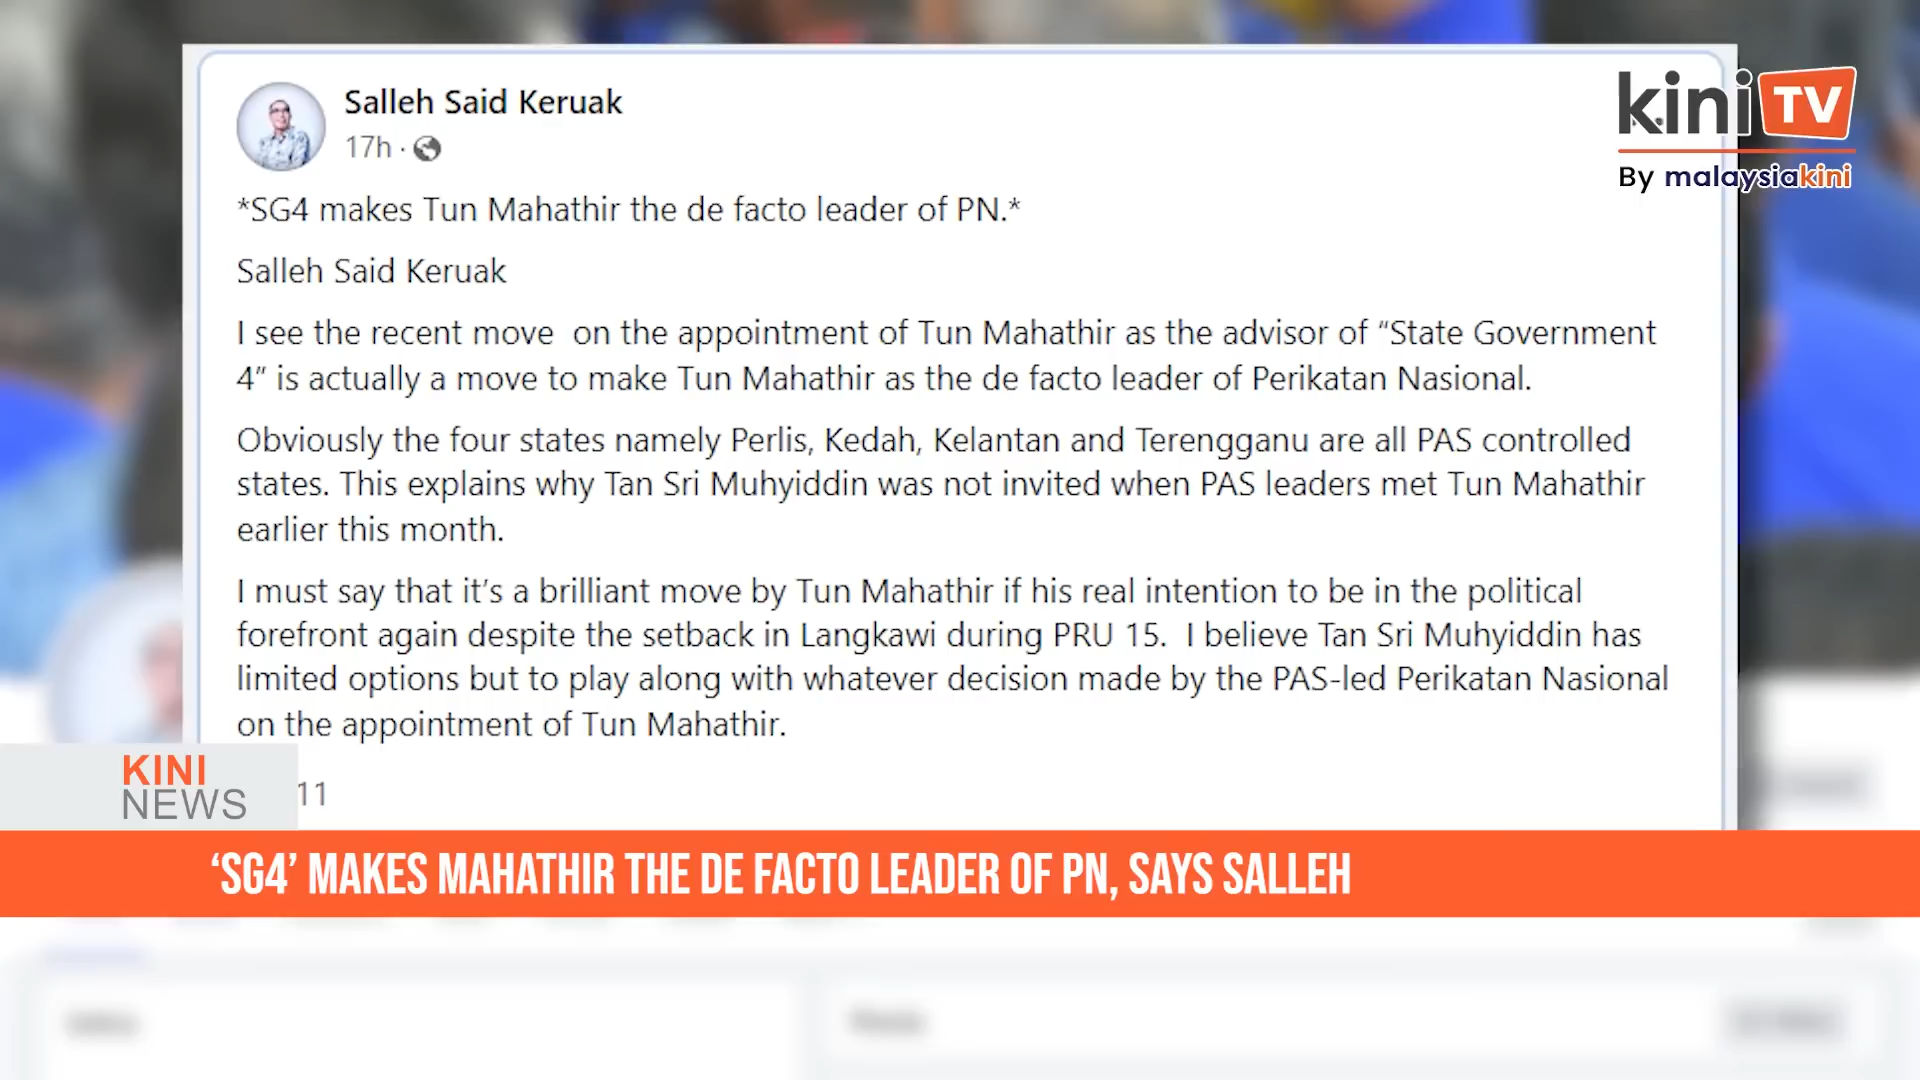 Salleh Said Keruak
17h ·
kini TV
By malaysiakini
*SG4 makes Tun Mahathir the de facto leader of PN.*
Salleh Said Keruak
I see the recent move  on the appointment of Tun Mahathir as the advisor of “State Government
4” is actually a move to make Tun Mahathir as the de facto leader of Perikatan Nasional.
Obviously the four states namely Perlis, Kedah, Kelantan and Terengganu are all PAS controlled
states. This explains why Tan Sri Muhyiddin was not invited when PAS leaders met Tun Mahathir
earlier this month.
I must say that it’s a brilliant move by Tun Mahathir if his real intention to be in the political
forefront again despite the setback in Langkawi during PRU 15.  I believe Tan Sri Muhyiddin has
limited options but to play along with whatever decision made by the PAS-led Perikatan Nasional
on the appointment of Tun Mahathir.
11
KINI
NEWS
‘SG4’ MAKES MAHATHIR THE DE FACTO LEADER OF PN, SAYS SALLEH